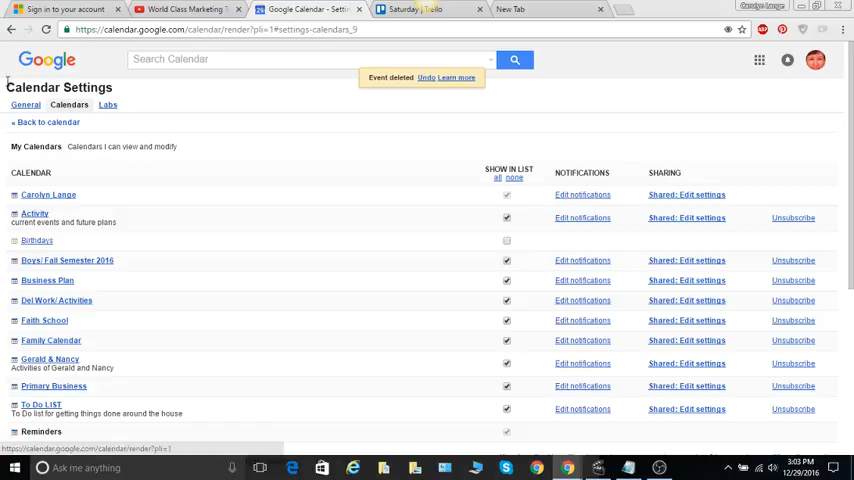 Carolyn Lange
Sign in to your account
World Class Marketing T
Google Calendar - Setti
Saturday | Trello
New Tab
https://calendar.google.com/calendar/render?pli=1#settings-calendars_9
Google
Search Calendar
Event deleted Undo Learn more
Calendar Settings
General Calendars Labs
« Back to calendar
My Calendars Calendars I can view and modify
CALENDAR SHOW IN LIST NOTIFICATIONS SHARING
all none
Carolyn Lange Edit notifications Shared: Edit settings
Activity
current events and future plans
Edit notifications Shared: Edit settings Unsubscribe
Birthdays
Boys/ Fall Semester 2016 Edit notifications Shared: Edit settings Unsubscribe
Business Plan Edit notifications Shared: Edit settings Unsubscribe
Del Work/ Activities Edit notifications Shared: Edit settings Unsubscribe
Faith School Edit notifications Shared: Edit settings Unsubscribe
Family Calendar Edit notifications Shared: Edit settings Unsubscribe
Gerald & Nancy
Activities of Gerald and Nancy
Edit notifications Shared: Edit settings Unsubscribe
Primary Business Edit notifications Shared: Edit settings Unsubscribe
To Do LIST
To Do list for getting things done around the house
Edit notifications Shared: Edit settings Unsubscribe
Reminders
https://calendar.google.com/calendar/render?pli=1
Ask me anything
3:03 PM
12/29/2016